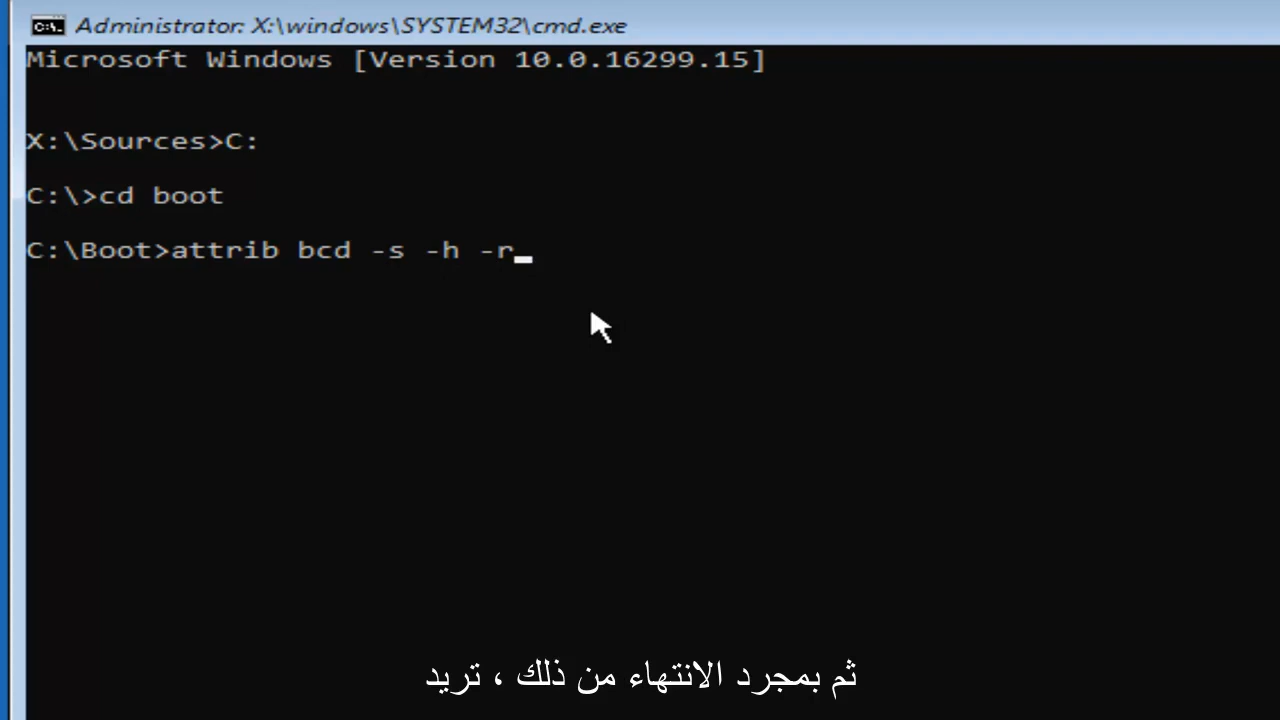 Administrator: X:\windows\SYSTEM32\cmd.exe
Microsoft Windows [Version 10.0.16299.15]
X:\Sources>C:
C:\>cd boot
C:\Boot>attrib bcd -s -h -r
ثم بمجرد الانتهاء من ذلك ، تريد